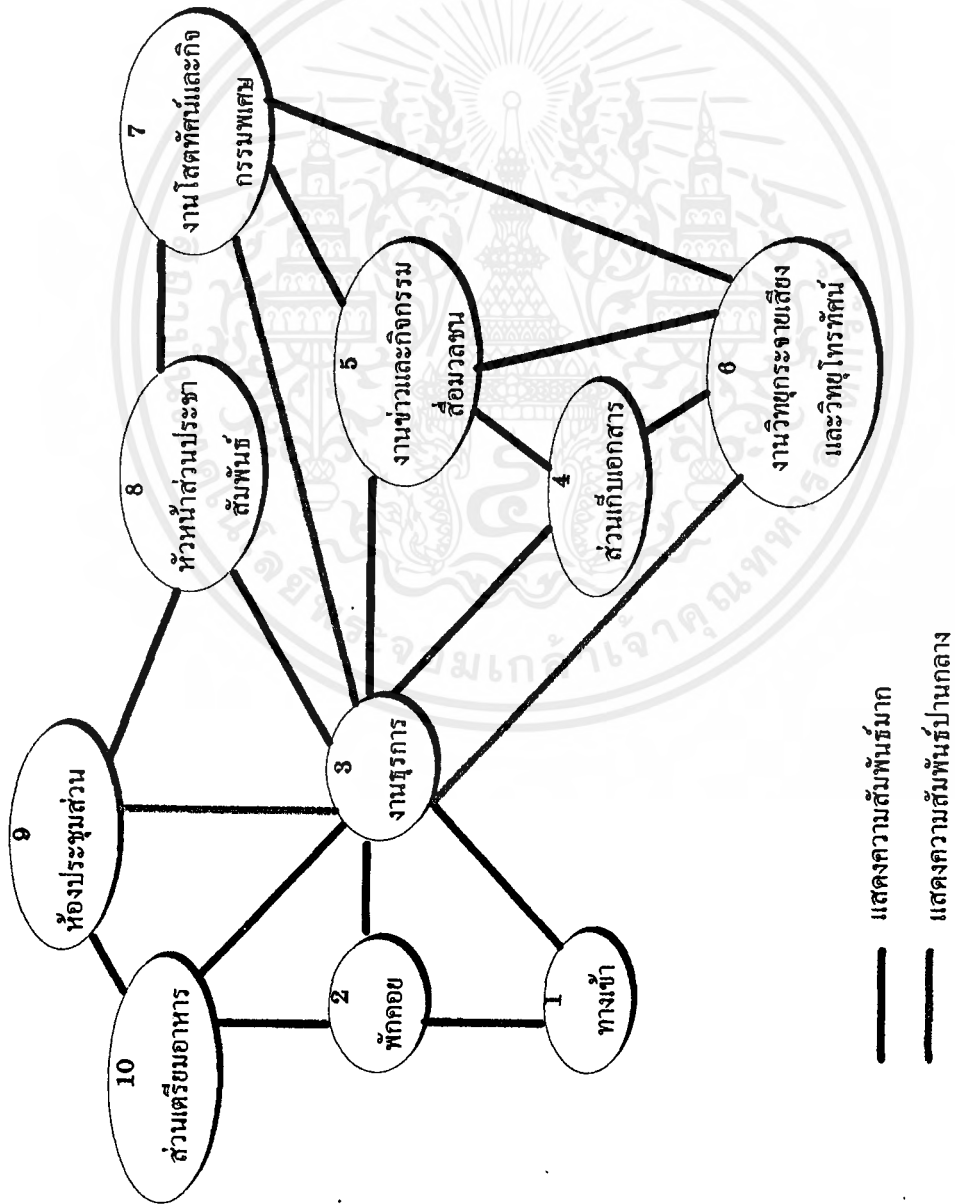 1
ทางเข้า
2
พักคอย
3
งานธุรการ
4
ส่วนเก็บเอกสาร
5
งานข่าวและกิจกรรม
สื่อมวลชน
6
งานวิทยุกระจายเสียง
และวิทยุโทรทัศน์
7
งานโสตทัศน์และกิจ
กรรมพิเศษ
8
หัวหน้าส่วนประชา
สัมพันธ์
9
ห้องประชุมส่วน
10
ส่วนเตรียมอาหาร
แสดงความสัมพันธ์มาก
แสดงความสัมพันธ์ปานกลาง